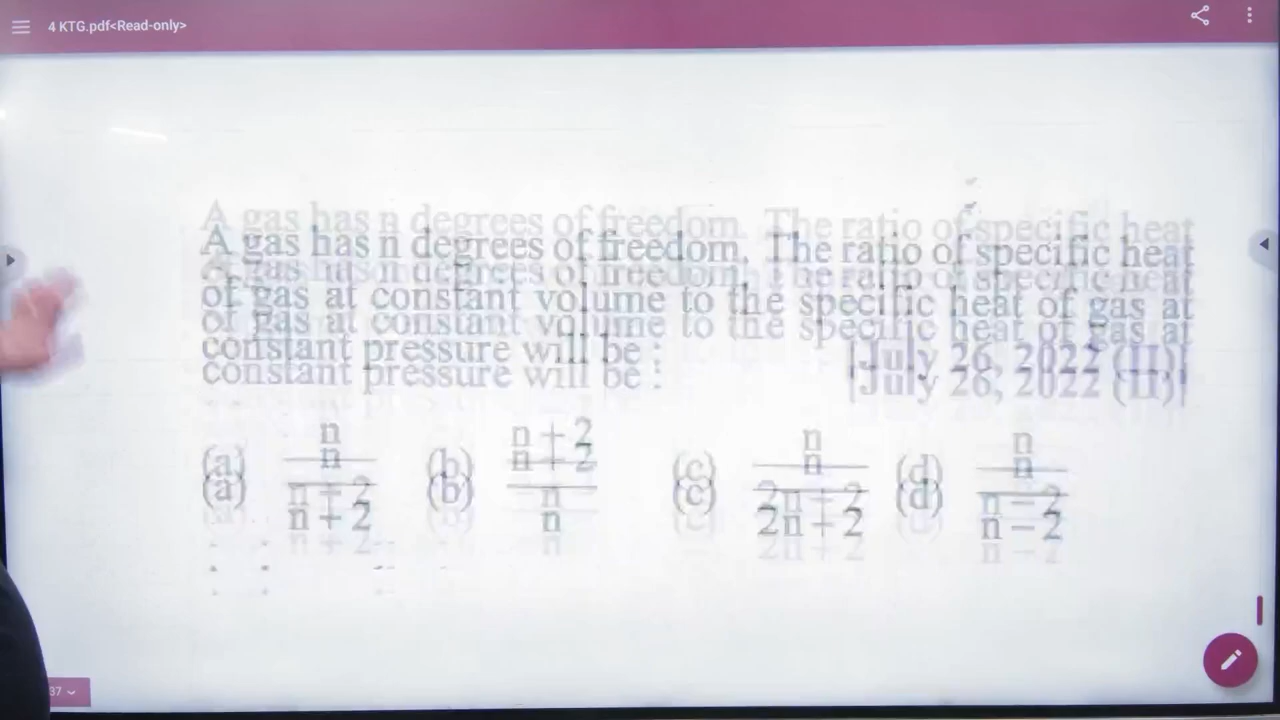 4 KTG.pdf<Read-only>
A gas has n degrees of freedom. The ratio of specific heat
of gas at constant volume to the specific heat of gas at
constant pressure will be : [July 26, 2022 (II)]
(a) n/(n + 2) (b) (n + 2)/n (c) n/(2n + 2) (d) n/(n − 2)
37